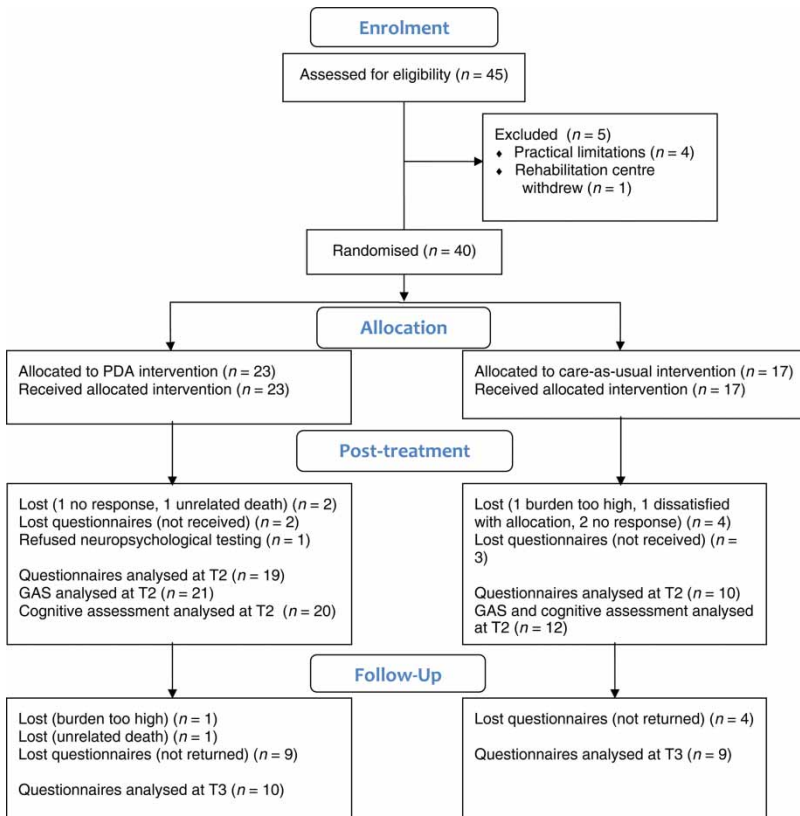 Enrolment
Assessed for eligibility (n = 45)
Excluded (n = 5)
♦ Practical limitations (n = 4)
♦ Rehabilitation centre
withdrew (n = 1)
Randomised (n = 40)
Allocation
Allocated to PDA intervention (n = 23)
Received allocated intervention (n = 23)
Allocated to care-as-usual intervention (n = 17)
Received allocated intervention (n = 17)
Post-treatment
Lost (1 no response, 1 unrelated death) (n = 2)
Lost questionnaires (not received) (n = 2)
Refused neuropsychological testing (n = 1)
Questionnaires analysed at T2 (n = 19)
GAS analysed at T2 (n = 21)
Cognitive assessment analysed at T2 (n = 20)
Lost (1 burden too high, 1 dissatisfied
with allocation, 2 no response) (n = 4)
Lost questionnaires (not received) (n =
3)
Questionnaires analysed at T2 (n = 10)
GAS and cognitive assessment analysed
at T2 (n = 12)
Follow-Up
Lost (burden too high) (n = 1)
Lost (unrelated death) (n = 1)
Lost questionnaires (not returned) (n = 9)
Questionnaires analysed at T3 (n = 10)
Lost questionnaires (not returned) (n = 4)
Questionnaires analysed at T3 (n = 9)